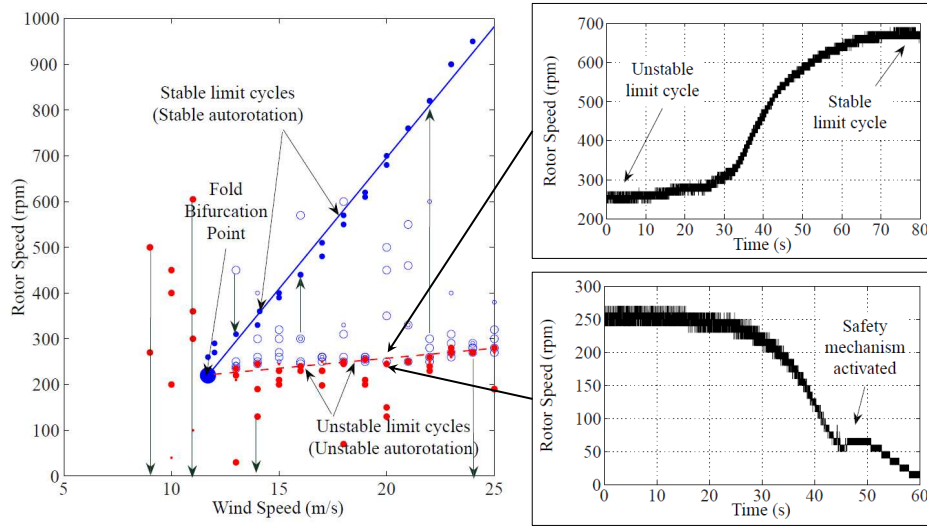 1000
900
800
700
600
500
400
300
200
100
0
Rotor Speed (rpm)
Stable limit cycles
(Stable autorotation)
Fold
Bifurcation
Point
Unstable limit cycles
(Unstable autorotation)
5
10
15
20
25
Wind Speed (m/s)
700
600
500
400
300
200
Rotor Speed (rpm)
Unstable
limit cycle
Stable
limit cycle
0
10
20
30
40
50
60
70
80
Time (s)
300
250
200
150
100
50
0
Rotor Speed (rpm)
Safety
mechanism
activated
0
10
20
30
40
50
60
Time (s)